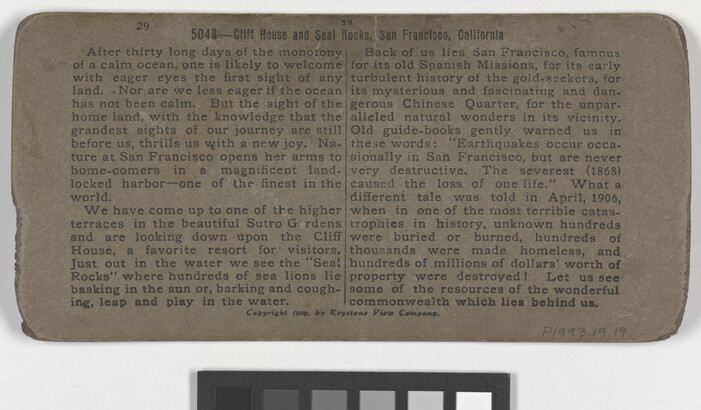 29
59
5048—Cliff House and Seal Rocks, San Francisco, California
After thirty long days of the monotony
of a calm ocean, one is likely to welcome
with eager eyes the first sight of any
land. Nor are we less eager if the ocean
has not been calm. But the sight of the
home land, with the knowledge that the
grandest sights of our journey are still
before us, thrills us with a new joy. Na-
ture at San Francisco opens her arms to
home-comers in a magnificent land-
locked harbor—one of the finest in the
world.
We have come up to one of the higher
terraces in the beautiful Sutro Gardens
and are looking down upon the Cliff
House, a favorite resort for visitors.
Just out in the water we see the "Seal
Rocks" where hundreds of sea lions lie
basking in the sun or, barking and cough-
ing, leap and play in the water.
Back of us lies San Francisco, famous
for its old Spanish Missions, for its early
turbulent history of the gold-seekers, for
its mysterious and fascinating and dan-
gerous Chinese Quarter, for the unpar-
alleled natural wonders in its vicinity.
Old guide-books gently warned us in
these words: "Earthquakes occur occa-
sionally in San Francisco, but are never
very destructive. The severest (1868)
caused the loss of one life." What a
different tale was told in April, 1906,
when in one of the most terrible catas-
trophies in history, unknown hundreds
were buried or burned, hundreds of
thousands were made homeless, and
hundreds of millions of dollars' worth of
property were destroyed! Let us see
some of the resources of the wonderful
commonwealth which lies behind us.
Copyright by Keystone View Company.
P1993.19.19